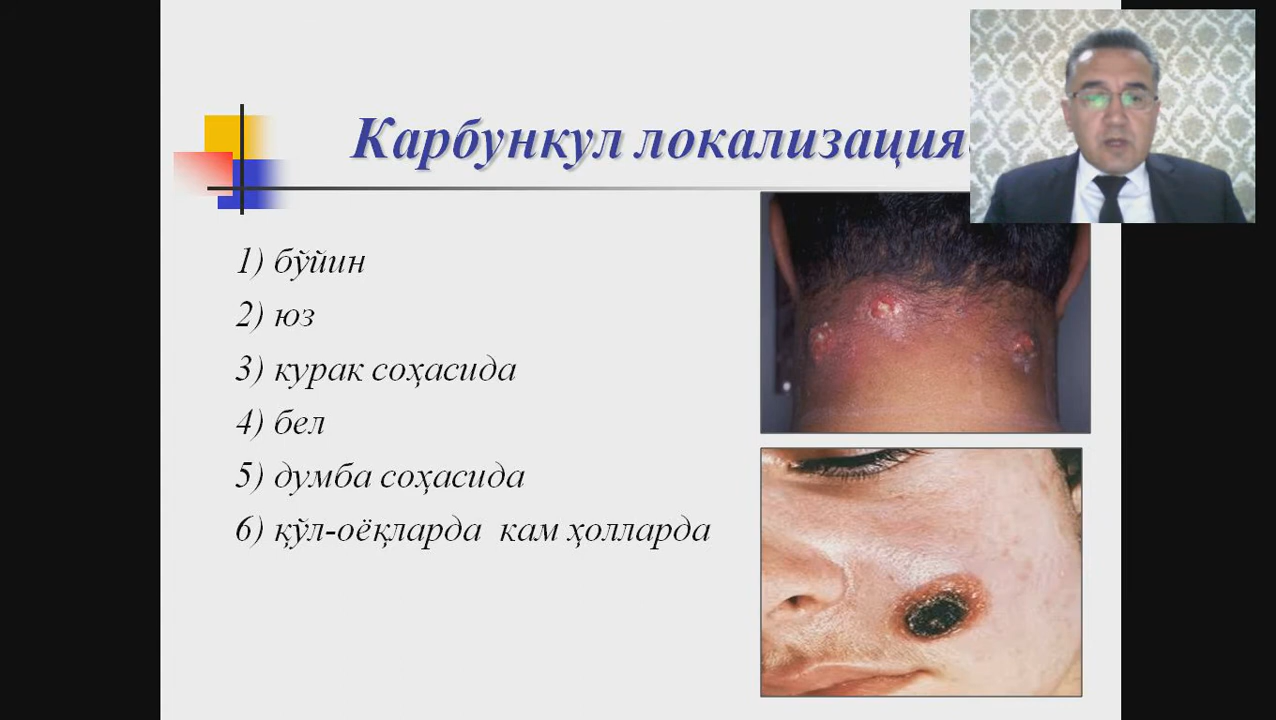 Карбункул локализация
1) бўйин
2) юз
3) курак соҳасида
4) бел
5) думба соҳасида
6) қўл-оёқларда кам ҳолларда